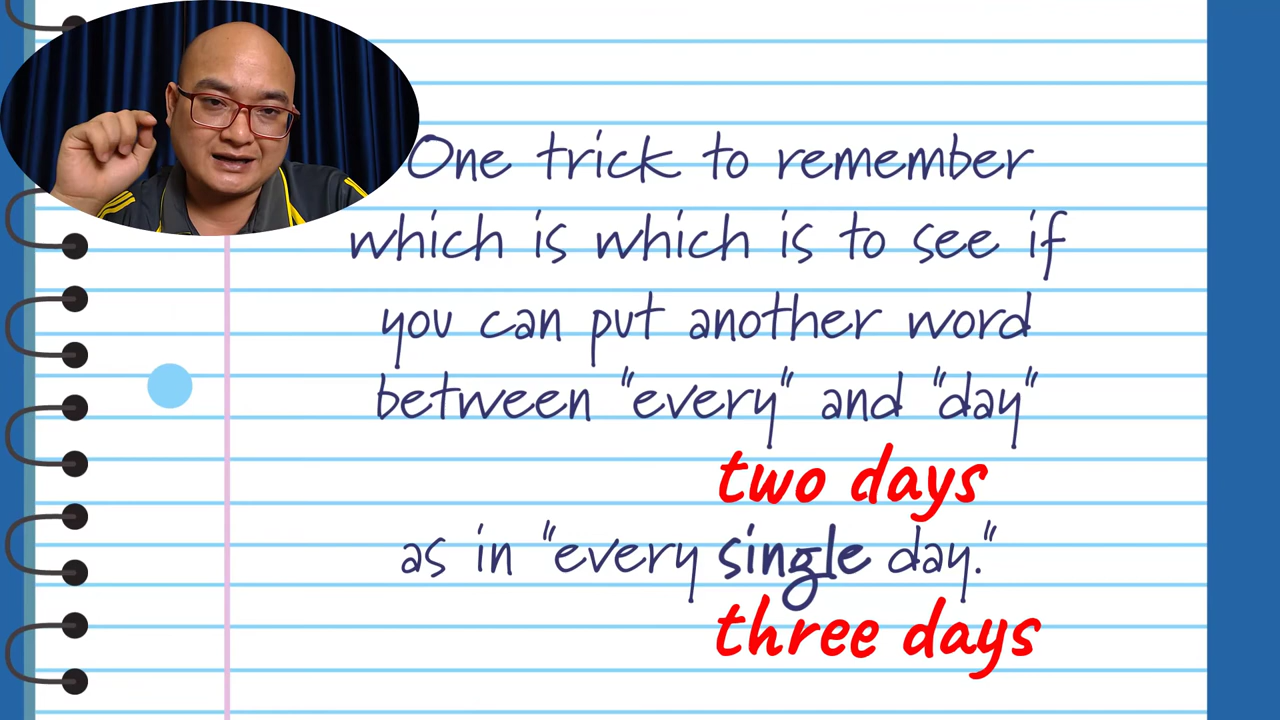 One trick to remember
which is which is to see if
you can put another word
between "every" and "day"
two days
as in "every single day."
three days